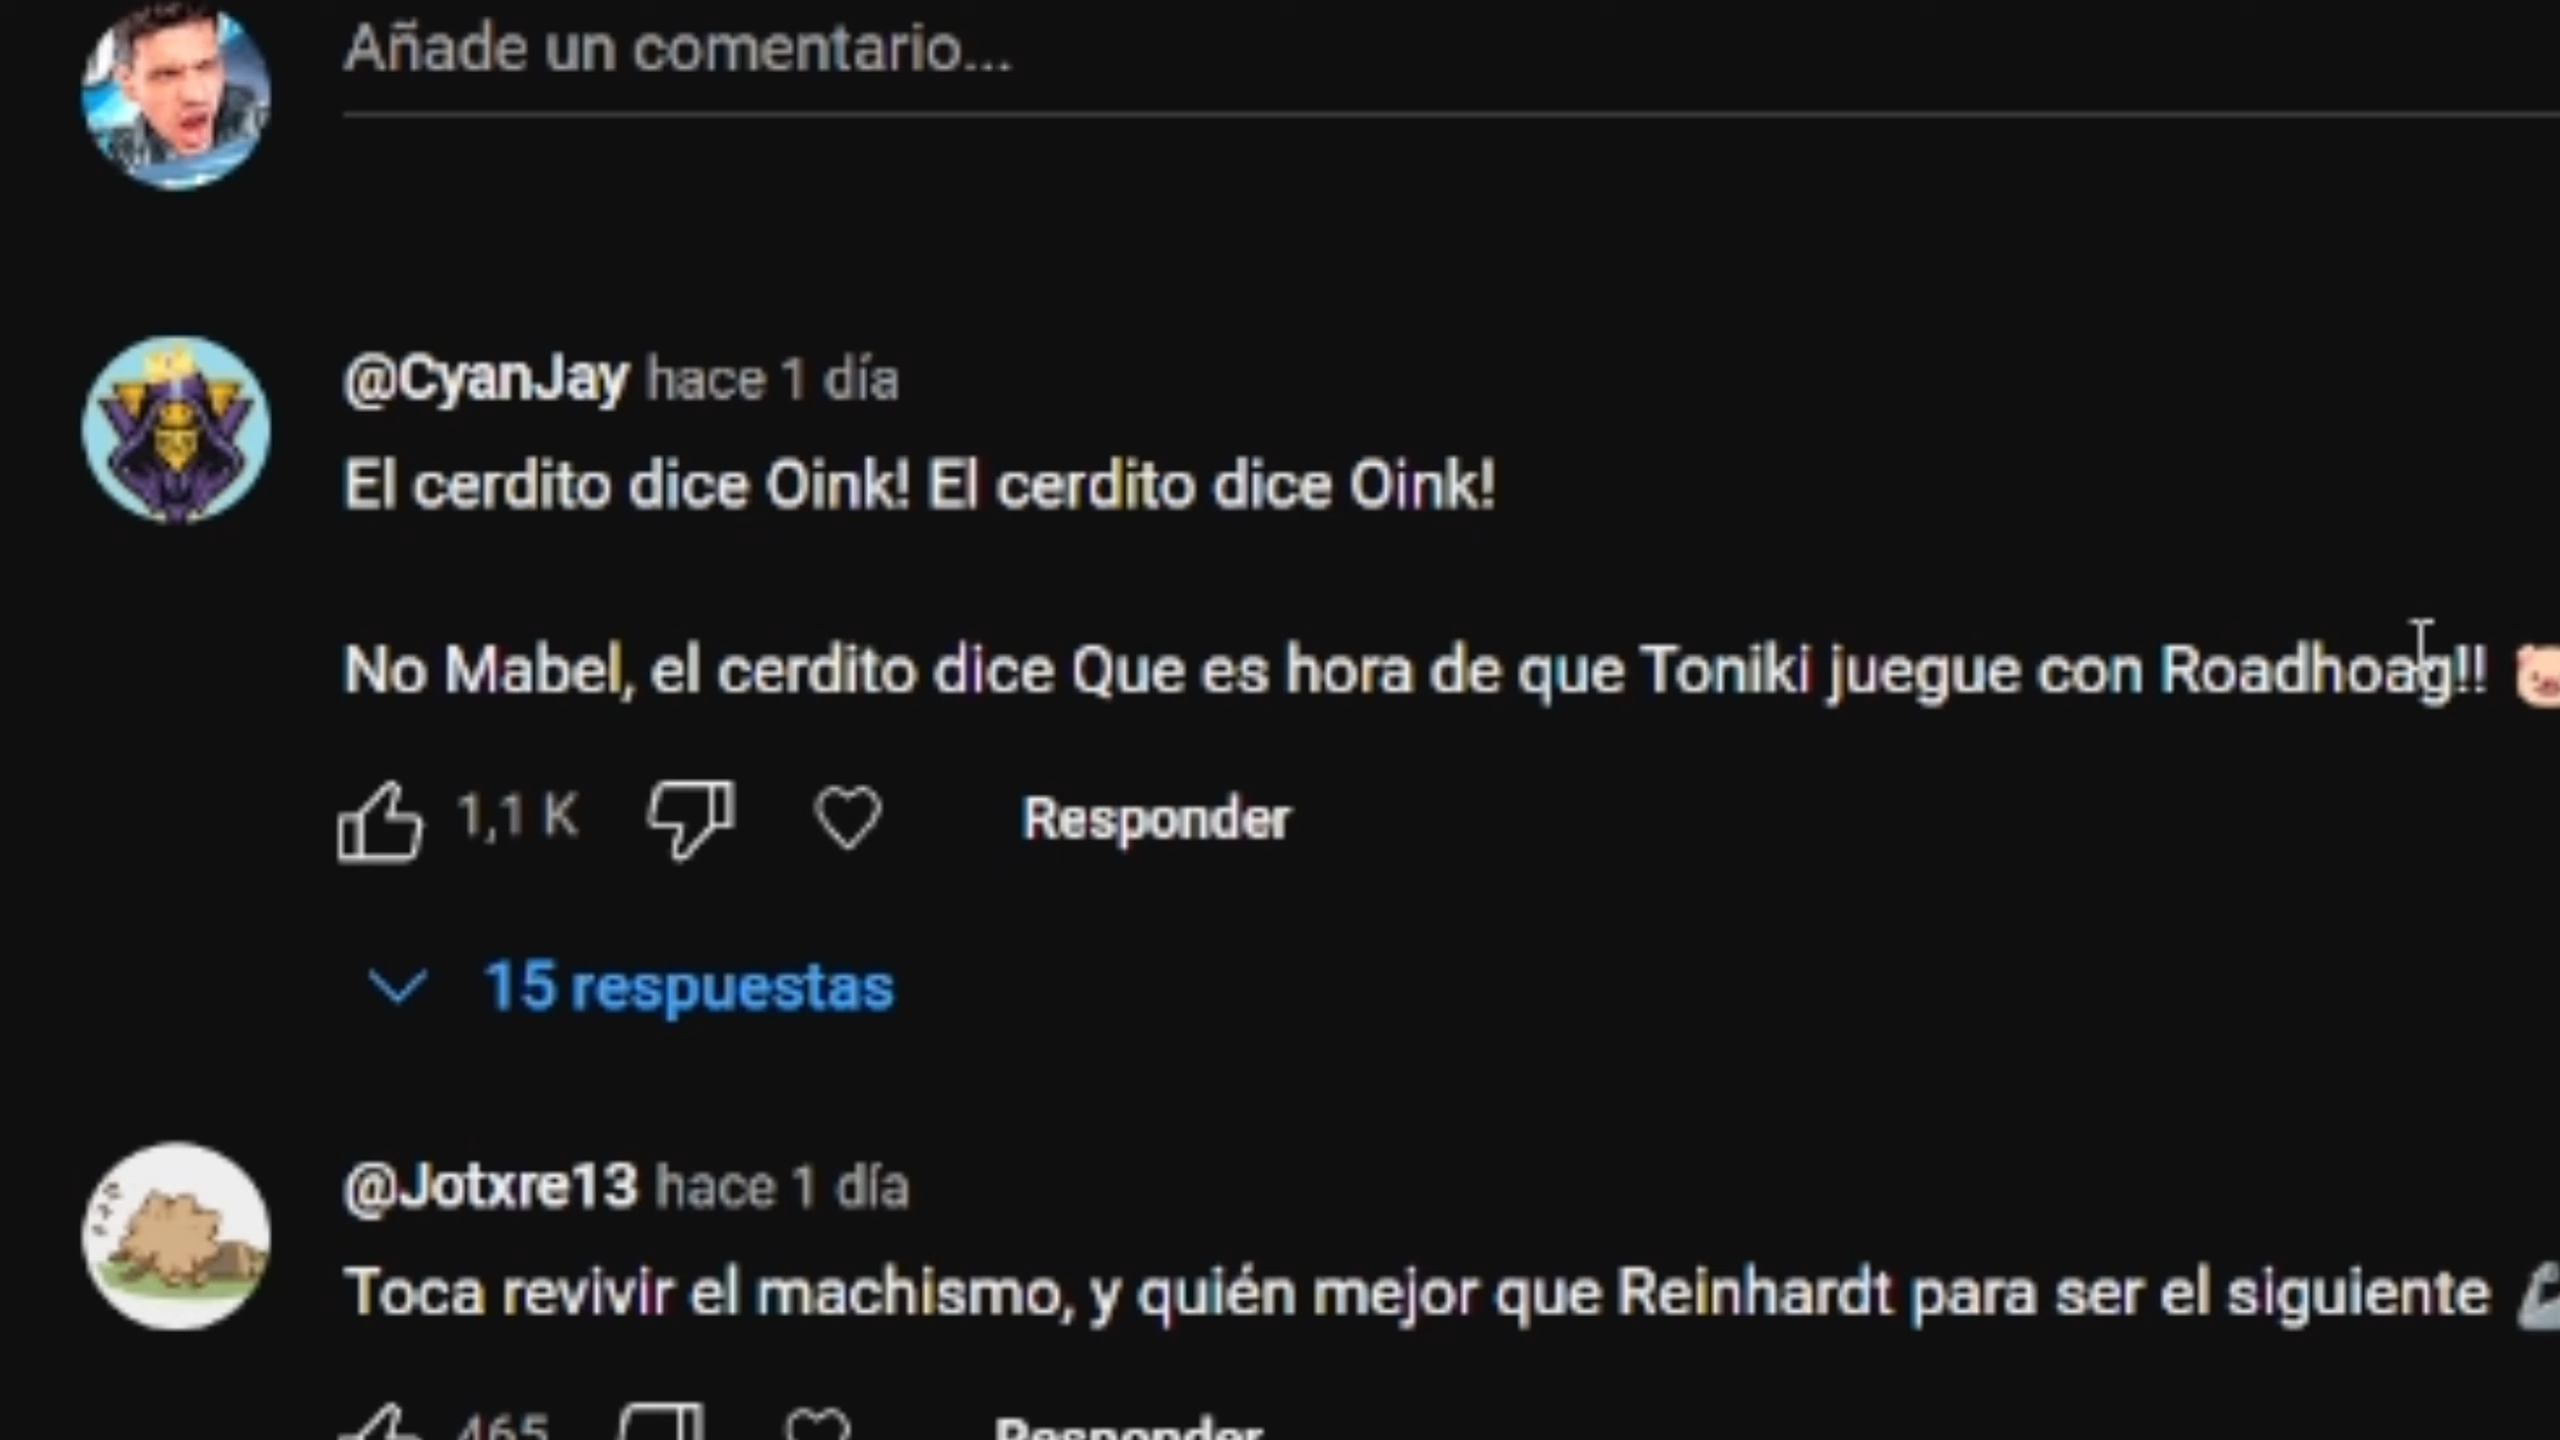 Añade un comentario...
@CyanJay hace 1 día
El cerdito dice Oink! El cerdito dice Oink!
No Mabel, el cerdito dice Que es hora de que Toniki juegue con Roadhoag!! 🐷
1,1 K Responder
15 respuestas
@Jotxre13 hace 1 día
Toca revivir el machismo, y quién mejor que Reinhardt para ser el siguiente
465 Responder